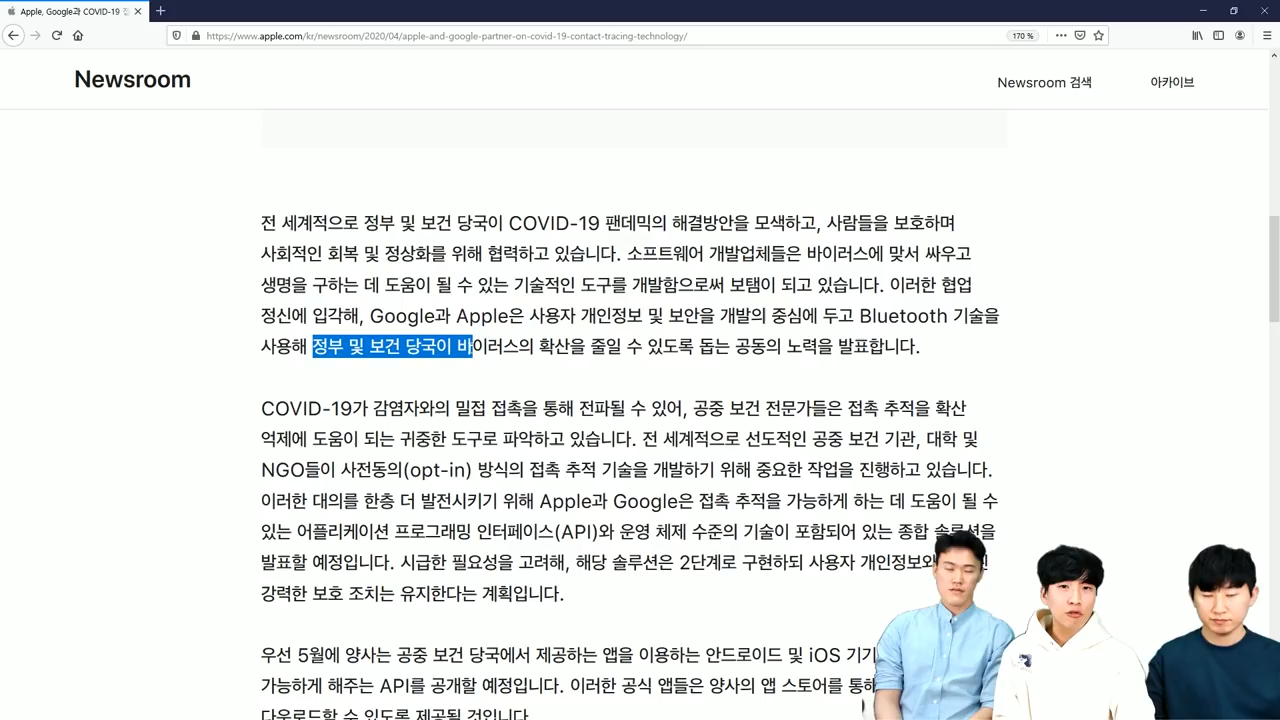 Apple, Google과 COVID-19
https://www.apple.com/kr/newsroom/2020/04/apple-and-google-partner-on-covid-19-contact-tracing-technology/
170 %
Newsroom
Newsroom 검색
아카이브
전 세계적으로 정부 및 보건 당국이 COVID-19 팬데믹의 해결방안을 모색하고, 사람들을 보호하며
사회적인 회복 및 정상화를 위해 협력하고 있습니다. 소프트웨어 개발업체들은 바이러스에 맞서 싸우고
생명을 구하는 데 도움이 될 수 있는 기술적인 도구를 개발함으로써 보탬이 되고 있습니다. 이러한 협업
정신에 입각해, Google과 Apple은 사용자 개인정보 및 보안을 개발의 중심에 두고 Bluetooth 기술을
사용해 정부 및 보건 당국이 바이러스의 확산을 줄일 수 있도록 돕는 공동의 노력을 발표합니다.
COVID-19가 감염자와의 밀접 접촉을 통해 전파될 수 있어, 공중 보건 전문가들은 접촉 추적을 확산
억제에 도움이 되는 귀중한 도구로 파악하고 있습니다. 전 세계적으로 선도적인 공중 보건 기관, 대학 및
NGO들이 사전동의(opt-in) 방식의 접촉 추적 기술을 개발하기 위해 중요한 작업을 진행하고 있습니다.
이러한 대의를 한층 더 발전시키기 위해 Apple과 Google은 접촉 추적을 가능하게 하는 데 도움이 될 수
있는 어플리케이션 프로그래밍 인터페이스(API)와 운영 체제 수준의 기술이 포함되어 있는 종합 솔루션을
발표할 예정입니다. 시급한 필요성을 고려해, 해당 솔루션은 2단계로 구현하되 사용자 개인정보와
강력한 보호 조치는 유지한다는 계획입니다.
우선 5월에 양사는 공중 보건 당국에서 제공하는 앱을 이용하는 안드로이드 및 iOS 기기
가능하게 해주는 API를 공개할 예정입니다. 이러한 공식 앱들은 양사의 앱 스토어를 통해
다운로드할 수 있도록 제공될 것입니다.